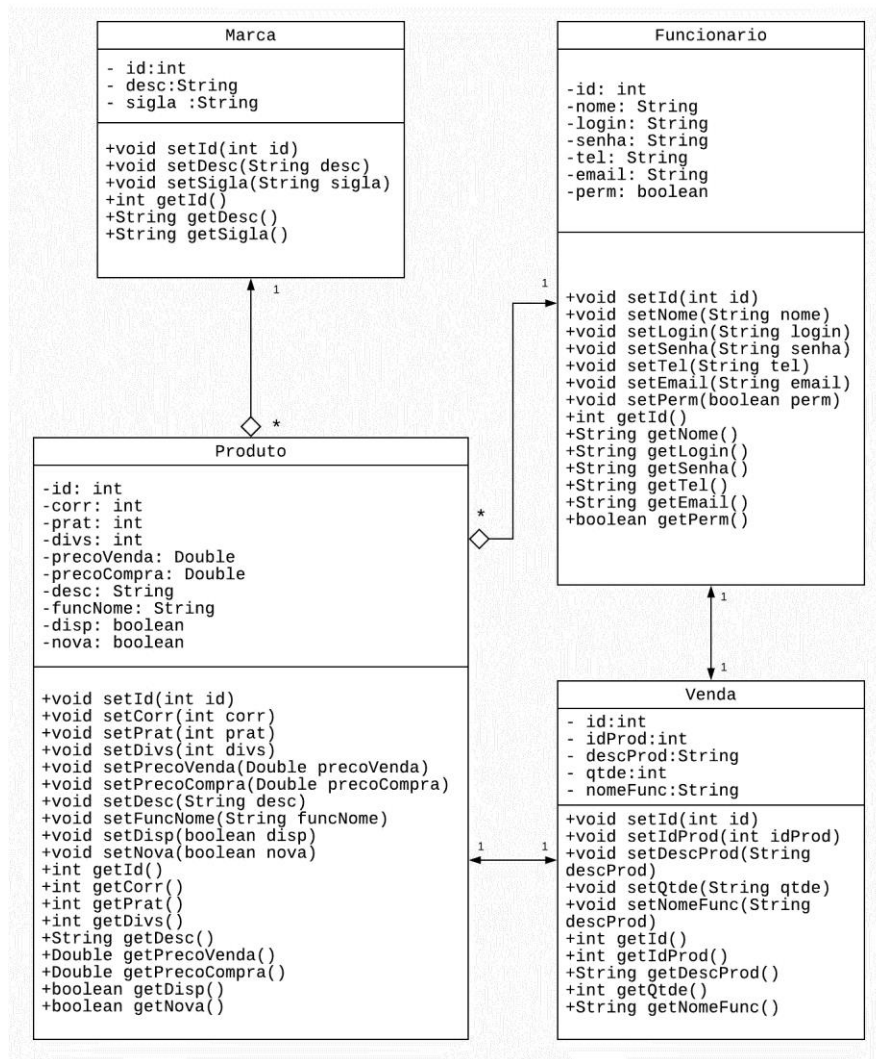 Marca
- id:int
- desc:String
- sigla :String
+void setId(int id)
+void setDesc(String desc)
+void setSigla(String sigla)
+int getId()
+String getDesc()
+String getSigla()
1
*
Funcionario
-id: int
-nome: String
-login: String
-senha: String
-tel: String
-email: String
-perm: boolean
+void setId(int id)
+void setNome(String nome)
+void setLogin(String login)
+void setSenha(String senha)
+void setTel(String tel)
+void setEmail(String email)
+void setPerm(boolean perm)
+int getId()
+String getNome()
+String getLogin()
+String getSenha()
+String getTel()
+String getEmail()
+boolean getPerm()
1
*
1
1
Produto
-id: int
-corr: int
-prat: int
-divs: int
-precoVenda: Double
-precoCompra: Double
-desc: String
-funcNome: String
-disp: boolean
-nova: boolean
+void setId(int id)
+void setCorr(int corr)
+void setPrat(int prat)
+void setDivs(int divs)
+void setPrecoVenda(Double precoVenda)
+void setPrecoCompra(Double precoCompra)
+void setDesc(String desc)
+void setFuncNome(String funcNome)
+void setDisp(boolean disp)
+void setNova(boolean nova)
+int getId()
+int getCorr()
+int getPrat()
+int getDivs()
+String getDesc()
+Double getPrecoVenda()
+Double getPrecoCompra()
+boolean getDisp()
+boolean getNova()
1
1
Venda
- id:int
- idProd:int
- descProd:String
- qtde:int
- nomeFunc:String
+void setId(int id)
+void setIdProd(int idProd)
+void setDescProd(String
descProd)
+void setQtde(String qtde)
+void setNomeFunc(String
descProd)
+int getId()
+int getIdProd()
+String getDescProd()
+int getQtde()
+String getNomeFunc()